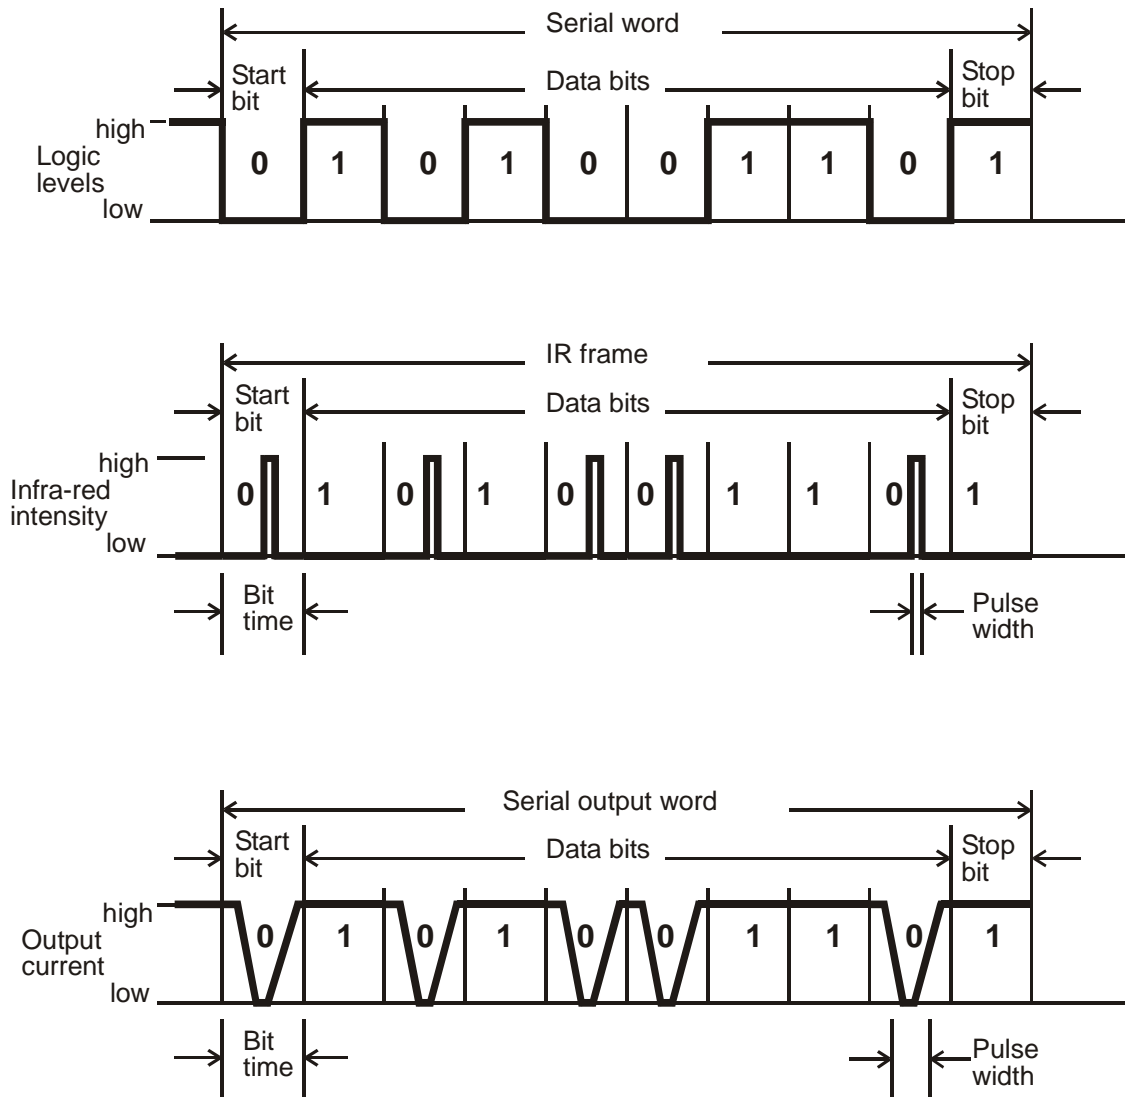 Serial word
Start
bit
Data bits
Stop
bit
high
Logic
levels
low
0 1 0 1 0 0 1 1 0 1
IR frame
Start
bit
Data bits
Stop
bit
high
Infra-red
intensity
low
0 1 0 1 0 0 1 1 0 1
Bit
time
Pulse
width
Serial output word
Start
bit
Data bits
Stop
bit
high
Output
current
low
0 1 0 1 0 0 1 1 0 1
Bit
time
Pulse
width